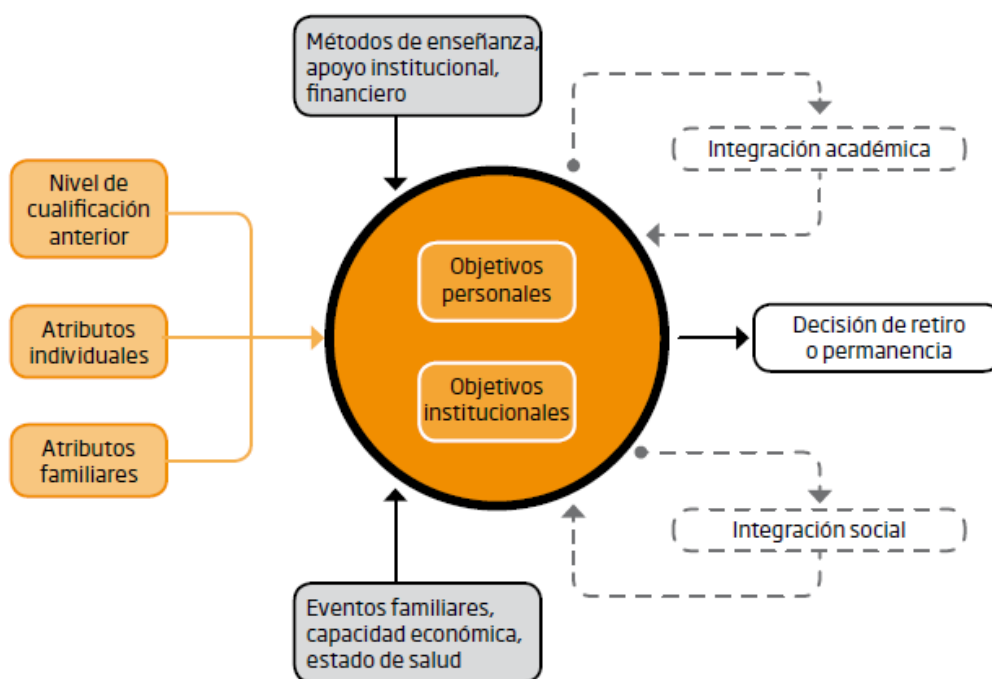 Métodos de enseñanza,
apoyo institucional,
financiero
Integración académica
Nivel de
cualificación
anterior
Objetivos
personales
Atributos
individuales
Decisión de retiro
o permanencia
Objetivos
institucionales
Atributos
familiares
Integración social
Eventos familiares,
capacidad económica,
estado de salud